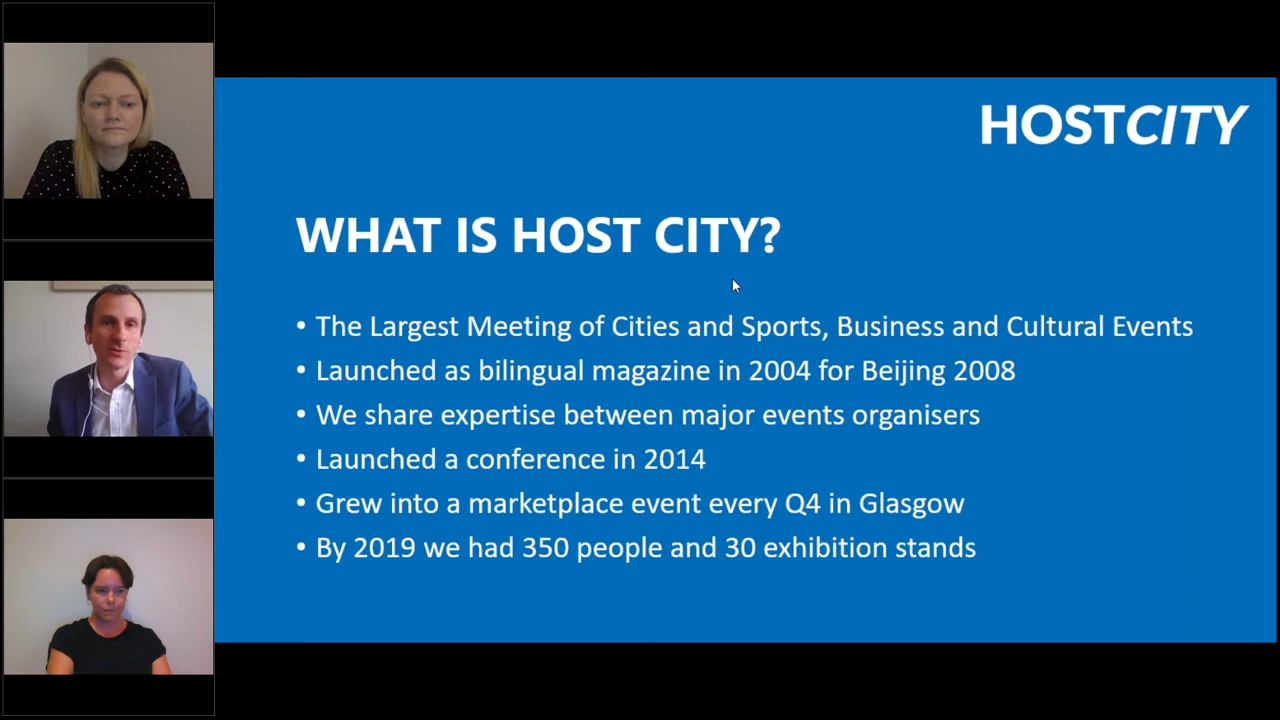 HOSTCITY
WHAT IS HOST CITY?
• The Largest Meeting of Cities and Sports, Business and Cultural Events
• Launched as bilingual magazine in 2004 for Beijing 2008
• We share expertise between major events organisers
• Launched a conference in 2014
• Grew into a marketplace event every Q4 in Glasgow
• By 2019 we had 350 people and 30 exhibition stands